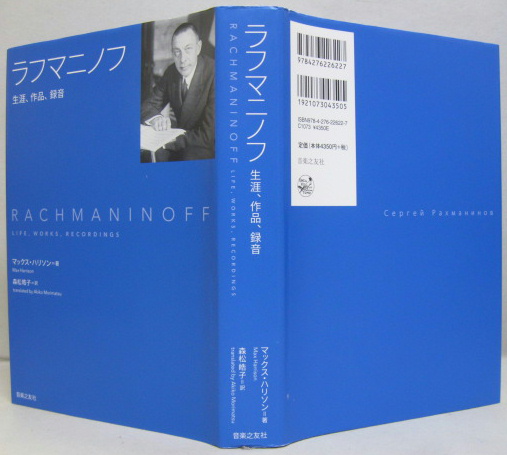 ラフマニノフ
生涯、作品、録音
RACHMANINOFF
LIFE, WORKS, RECORDINGS
マックス・ハリソン=著
Max Harrison
森松皓子=訳
translated by Akiko Morimatsu
音楽之友社
ラフマニノフ 生涯、作品、録音
RACHMANINOFF LIFE, WORKS, RECORDINGS
マックス・ハリソン=著
Max Harrison
森松皓子=訳
translated by Akiko Morimatsu
音楽之友社
9784276226227
1921073043505
ISBN978-4-276-22622-7
C1073 ¥4350E
定価(本体4350円+税)
音楽之友社
Сергей Рахманинов